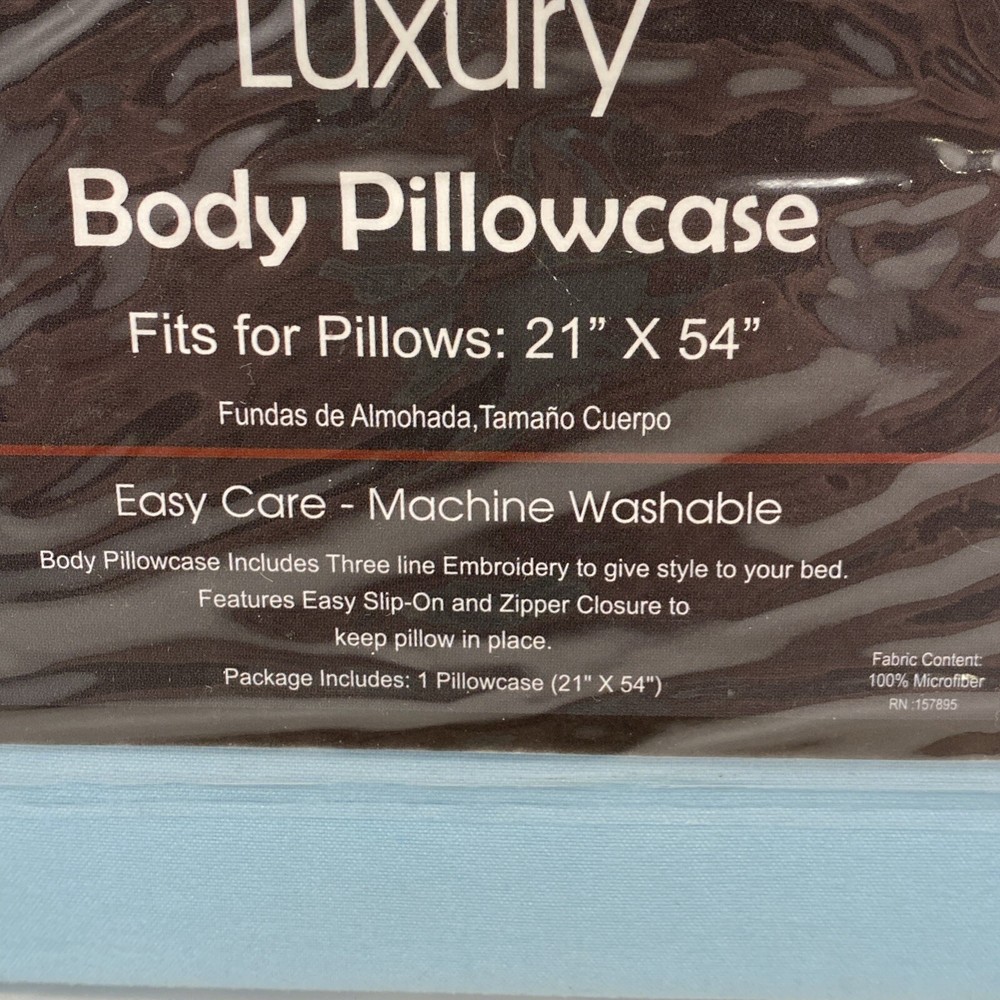 Luxury
Body Pillowcase
Fits for Pillows: 21” X 54”
Fundas de Almohada,Tamaño Cuerpo
Easy Care - Machine Washable
Body Pillowcase Includes Three line Embroidery to give style to your bed.
Features Easy Slip-On and Zipper Closure to
keep pillow in place.
Package Includes: 1 Pillowcase (21" X 54")
Fabric Content:
100% Microfiber
RN :157895